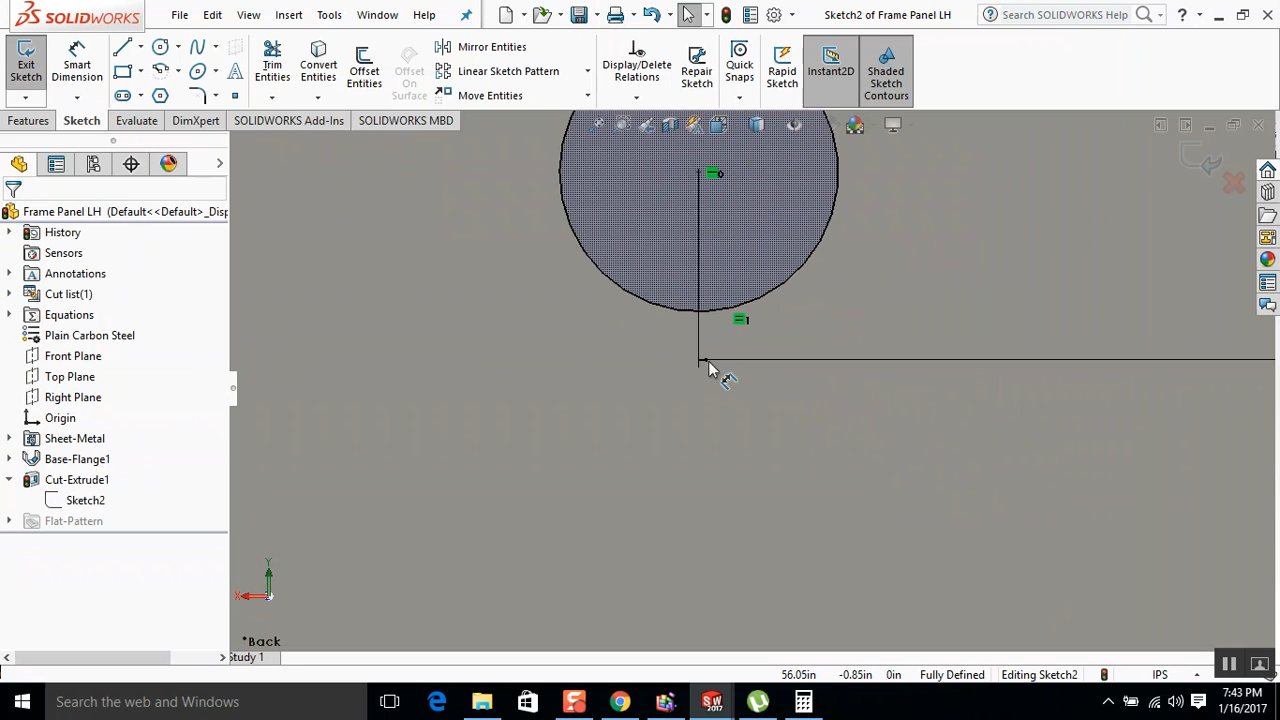 SOLIDWORKS
File Edit View Insert Tools Window Help
Sketch2 of Frame Panel LH
Search SOLIDWORKS Help
?
Exit Sketch
Smart Dimension
Trim Entities
Convert Entities
Offset Entities
Offset On Surface
Mirror Entities
Linear Sketch Pattern
Move Entities
Display/Delete Relations
Repair Sketch
Quick Snaps
Rapid Sketch
Instant2D
Shaded Sketch Contours
Features Sketch Evaluate DimXpert SOLIDWORKS Add-Ins SOLIDWORKS MBD
Frame Panel LH (Default<<Default>_Disp
History
Sensors
Annotations
Cut list(1)
Equations
Plain Carbon Steel
Front Plane
Top Plane
Right Plane
Origin
Sheet-Metal
Base-Flange1
Cut-Extrude1
Sketch2
Flat-Pattern
0
1
Y
X
*Back
Study 1
56.05in -0.85in 0in Fully Defined Editing Sketch2 IPS
Search the web and Windows
SW 2017
7:43 PM
1/16/2017